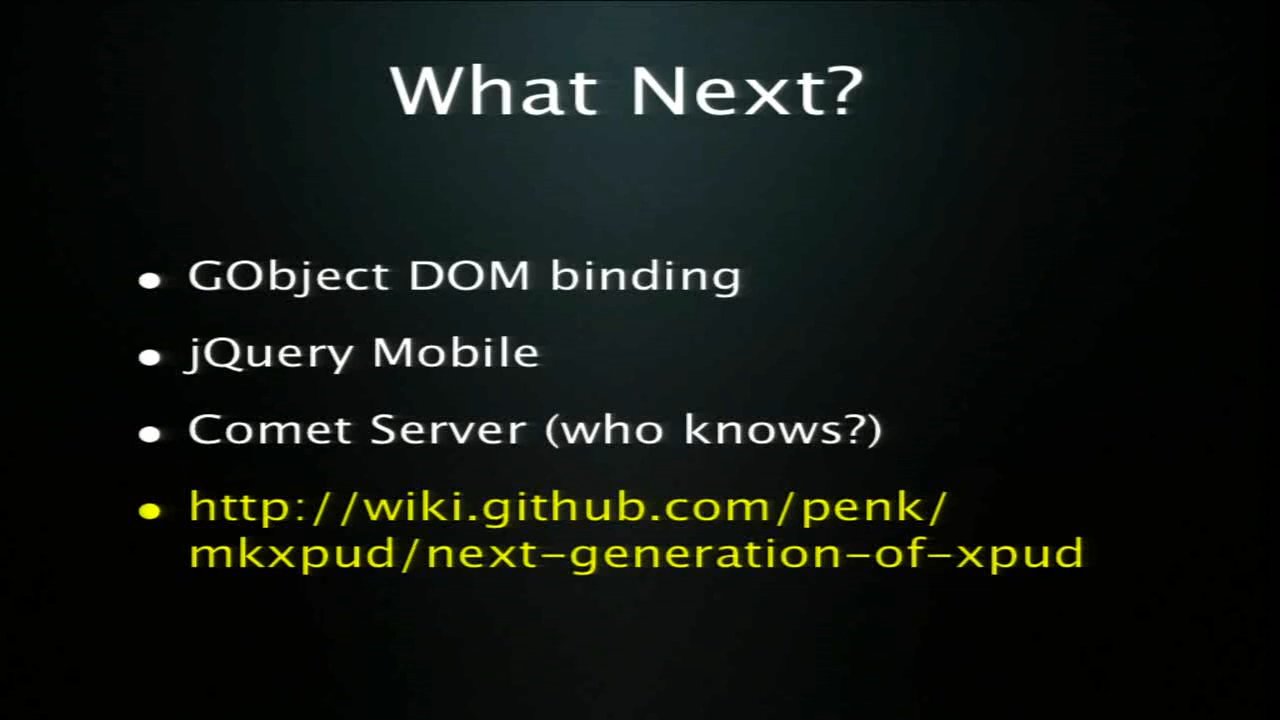 What Next?
• GObject DOM binding
• jQuery Mobile
• Comet Server (who knows?)
• http://wiki.github.com/penk/
mkxpud/next-generation-of-xpud